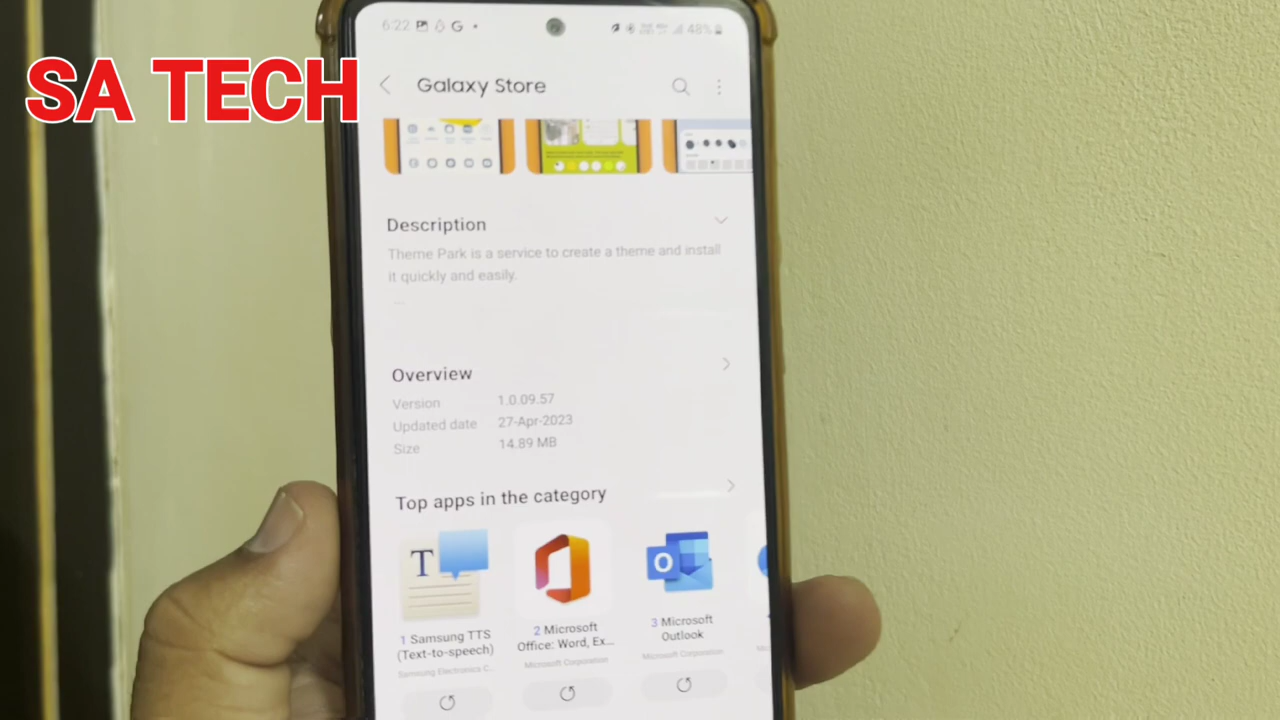 SA TECH
6:22
48%
Galaxy Store
Description
Theme Park is a service to create a theme and install
it quickly and easily.
...
Overview
Version 1.0.09.57
Updated date 27-Apr-2023
Size 14.89 MB
Top apps in the category
1 Samsung TTS
(Text-to-speech)
Samsung Electronics C...
2 Microsoft
Office: Word, Ex...
Microsoft Corporation
3 Microsoft
Outlook
Microsoft Corporation